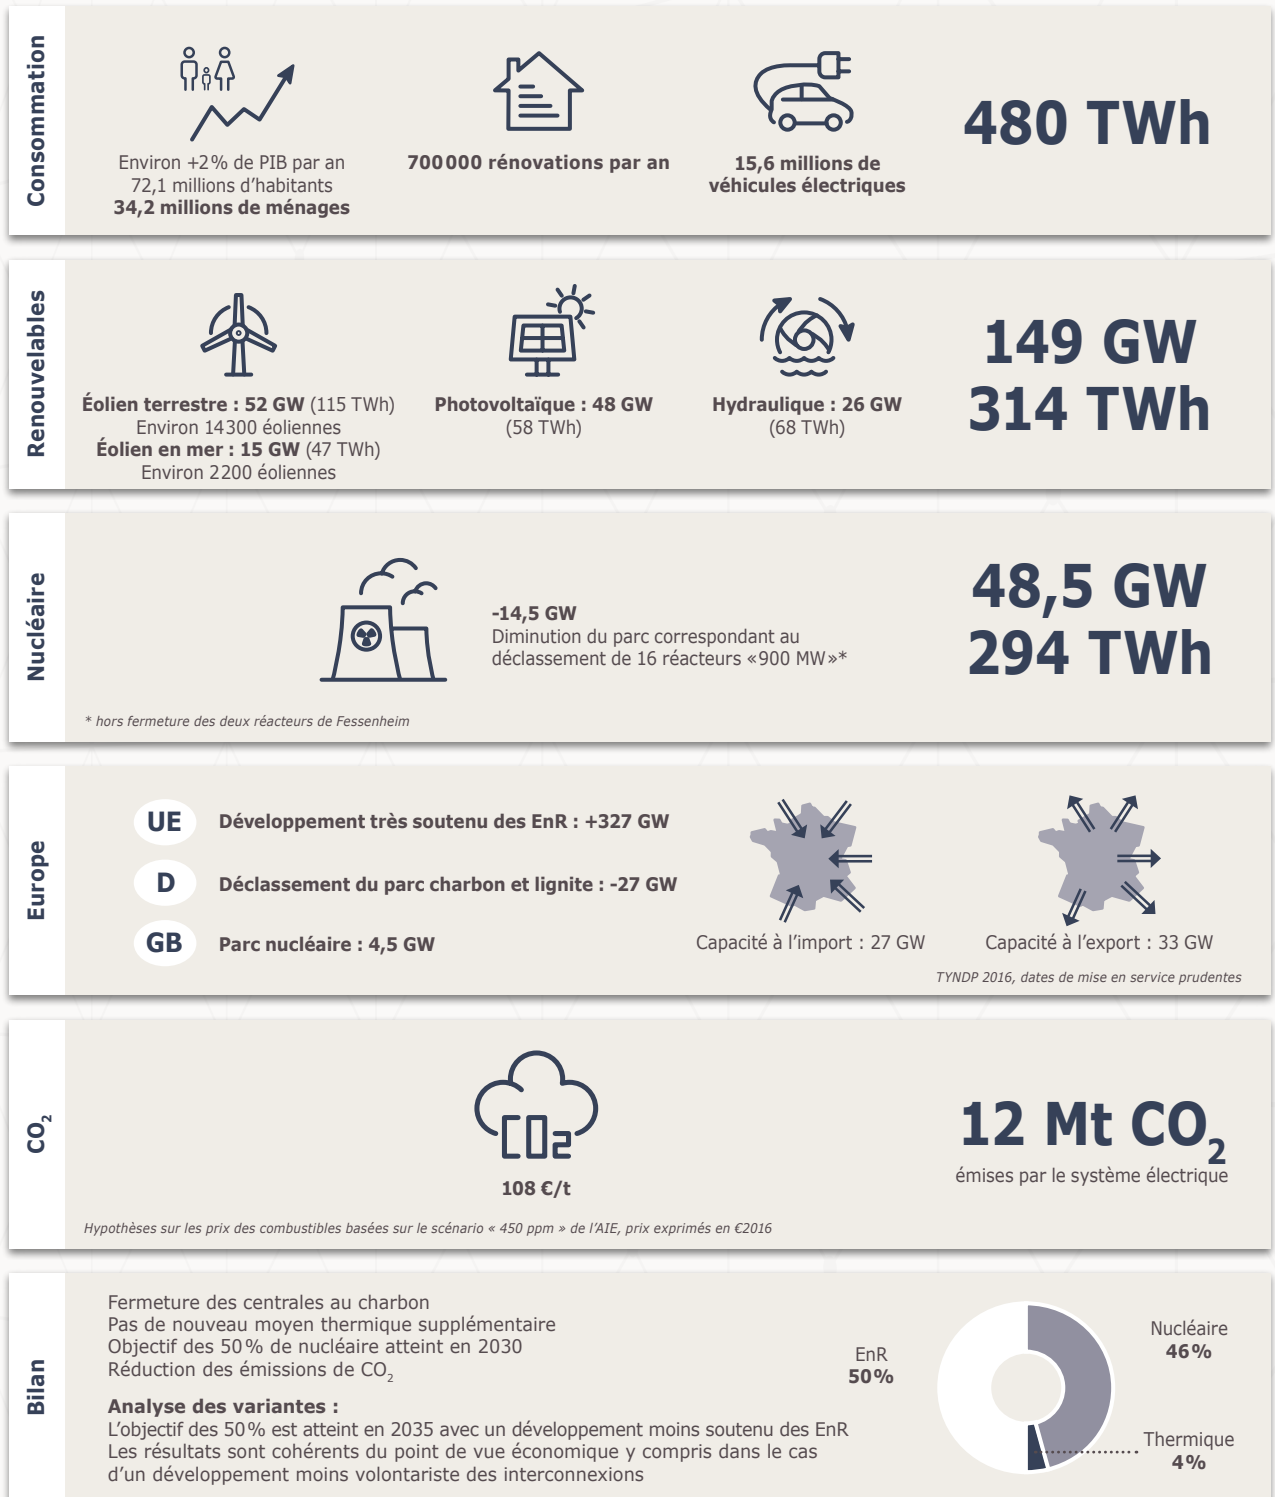 Consommation
Environ +2% de PIB par an
72,1 millions d'habitants
34,2 millions de ménages
700 000 rénovations par an
15,6 millions de
véhicules électriques
480 TWh
Renouvelables
Éolien terrestre : 52 GW (115 TWh)
Environ 14 300 éoliennes
Éolien en mer : 15 GW (47 TWh)
Environ 2 200 éoliennes
Photovoltaïque : 48 GW
(58 TWh)
Hydraulique : 26 GW
(68 TWh)
149 GW
314 TWh
Nucléaire
-14,5 GW
Diminution du parc correspondant au
déclassement de 16 réacteurs «900 MW»*
48,5 GW
294 TWh
* hors fermeture des deux réacteurs de Fessenheim
Europe
UE
Développement très soutenu des EnR : +327 GW
D
Déclassement du parc charbon et lignite : -27 GW
GB
Parc nucléaire : 4,5 GW
Capacité à l'import : 27 GW
Capacité à l'export : 33 GW
TYNDP 2016, dates de mise en service prudentes
CO₂
CO₂
108 €/t
12 Mt CO₂
émises par le système électrique
Hypothèses sur les prix des combustibles basées sur le scénario « 450 ppm » de l'AIE, prix exprimés en €2016
Bilan
Fermeture des centrales au charbon
Pas de nouveau moyen thermique supplémentaire
Objectif des 50% de nucléaire atteint en 2030
Réduction des émissions de CO₂
Analyse des variantes :
L'objectif des 50% est atteint en 2035 avec un développement moins soutenu des EnR
Les résultats sont cohérents du point de vue économique y compris dans le cas
d'un développement moins volontariste des interconnexions
EnR
50%
Nucléaire
46%
Thermique
4%